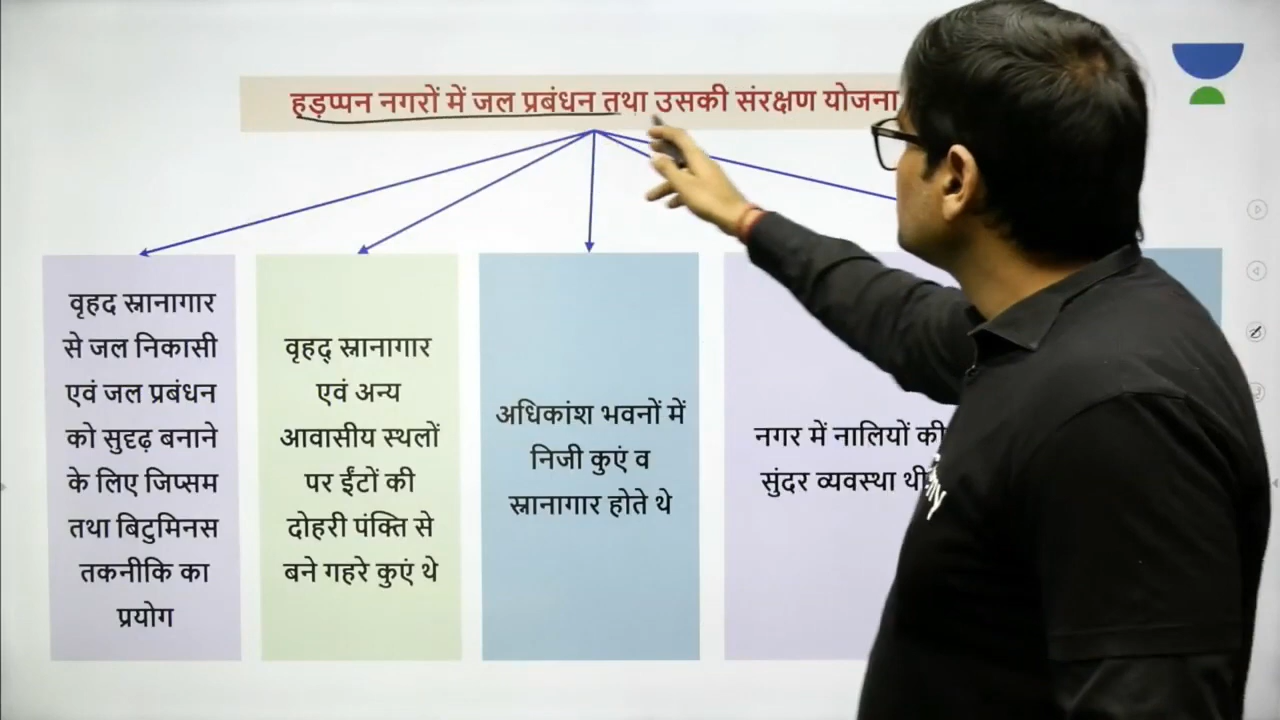 हड़प्पन नगरों में जल प्रबंधन तथा उसकी संरक्षण योजना
वृहद स्नानागार
से जल निकासी
एवं जल प्रबंधन
को सुदृढ़ बनाने
के लिए जिप्सम
तथा बिटुमिनस
तकनीकि का
प्रयोग
वृहद् स्नानागार
एवं अन्य
आवासीय स्थलों
पर ईंटों की
दोहरी पंक्ति से
बने गहरे कुएं थे
अधिकांश भवनों में
निजी कुएं व
स्नानागार होते थे
नगर में नालियों की
सुंदर व्यवस्था थी